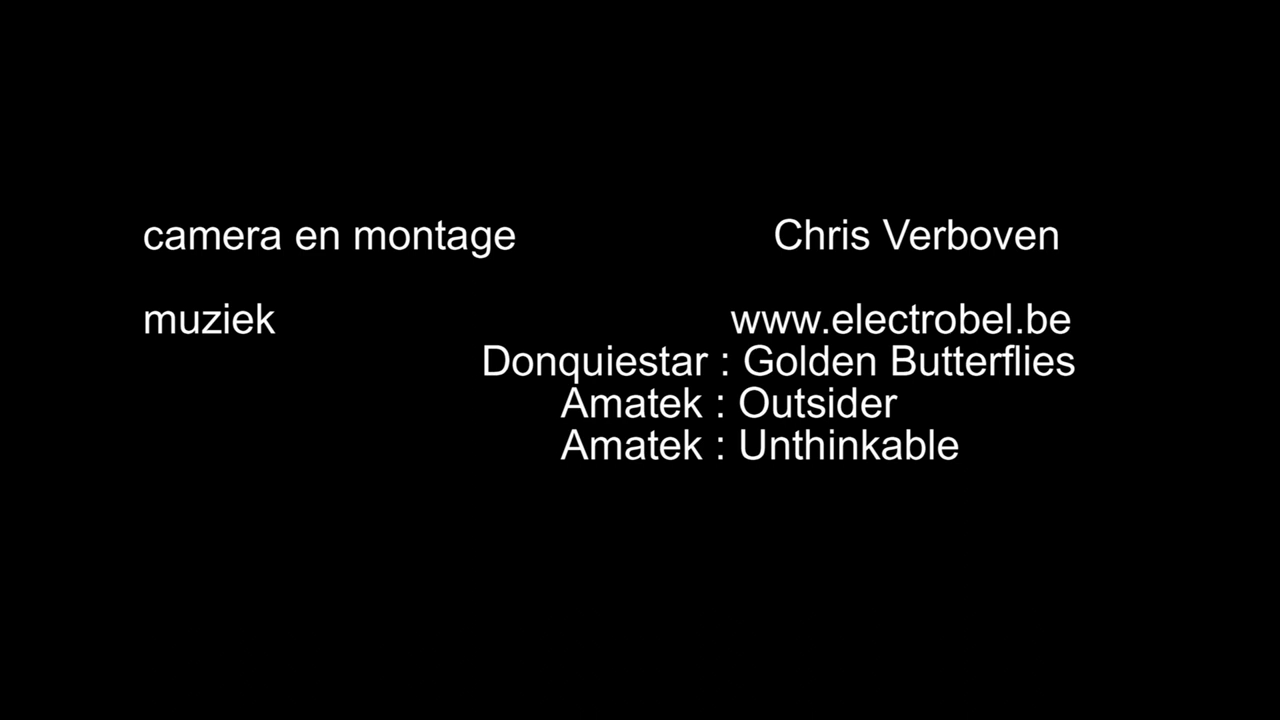 camera en montage Chris Verboven
muziek www.electrobel.be
Donquiestar : Golden Butterflies
Amatek : Outsider
Amatek : Unthinkable